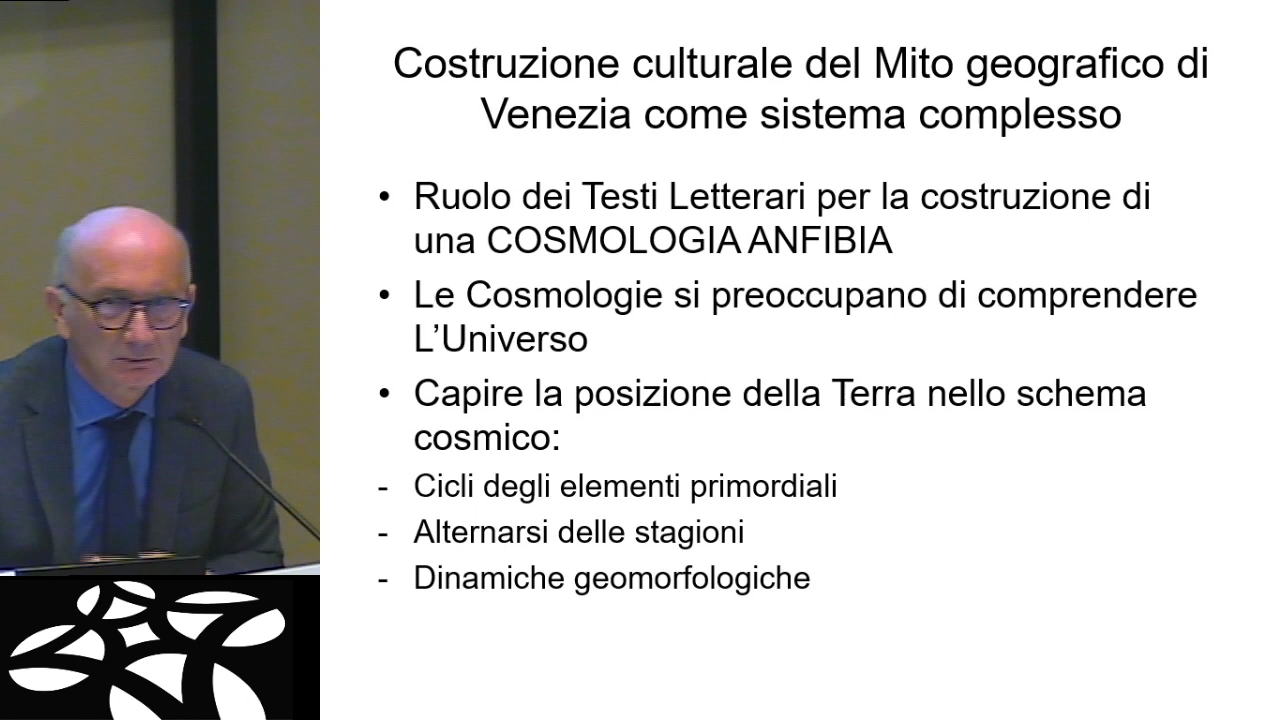 Costruzione culturale del Mito geografico di
Venezia come sistema complesso
• Ruolo dei Testi Letterari per la costruzione di
una COSMOLOGIA ANFIBIA
• Le Cosmologie si preoccupano di comprendere
L’Universo
• Capire la posizione della Terra nello schema
cosmico:
- Cicli degli elementi primordiali
- Alternarsi delle stagioni
- Dinamiche geomorfologiche